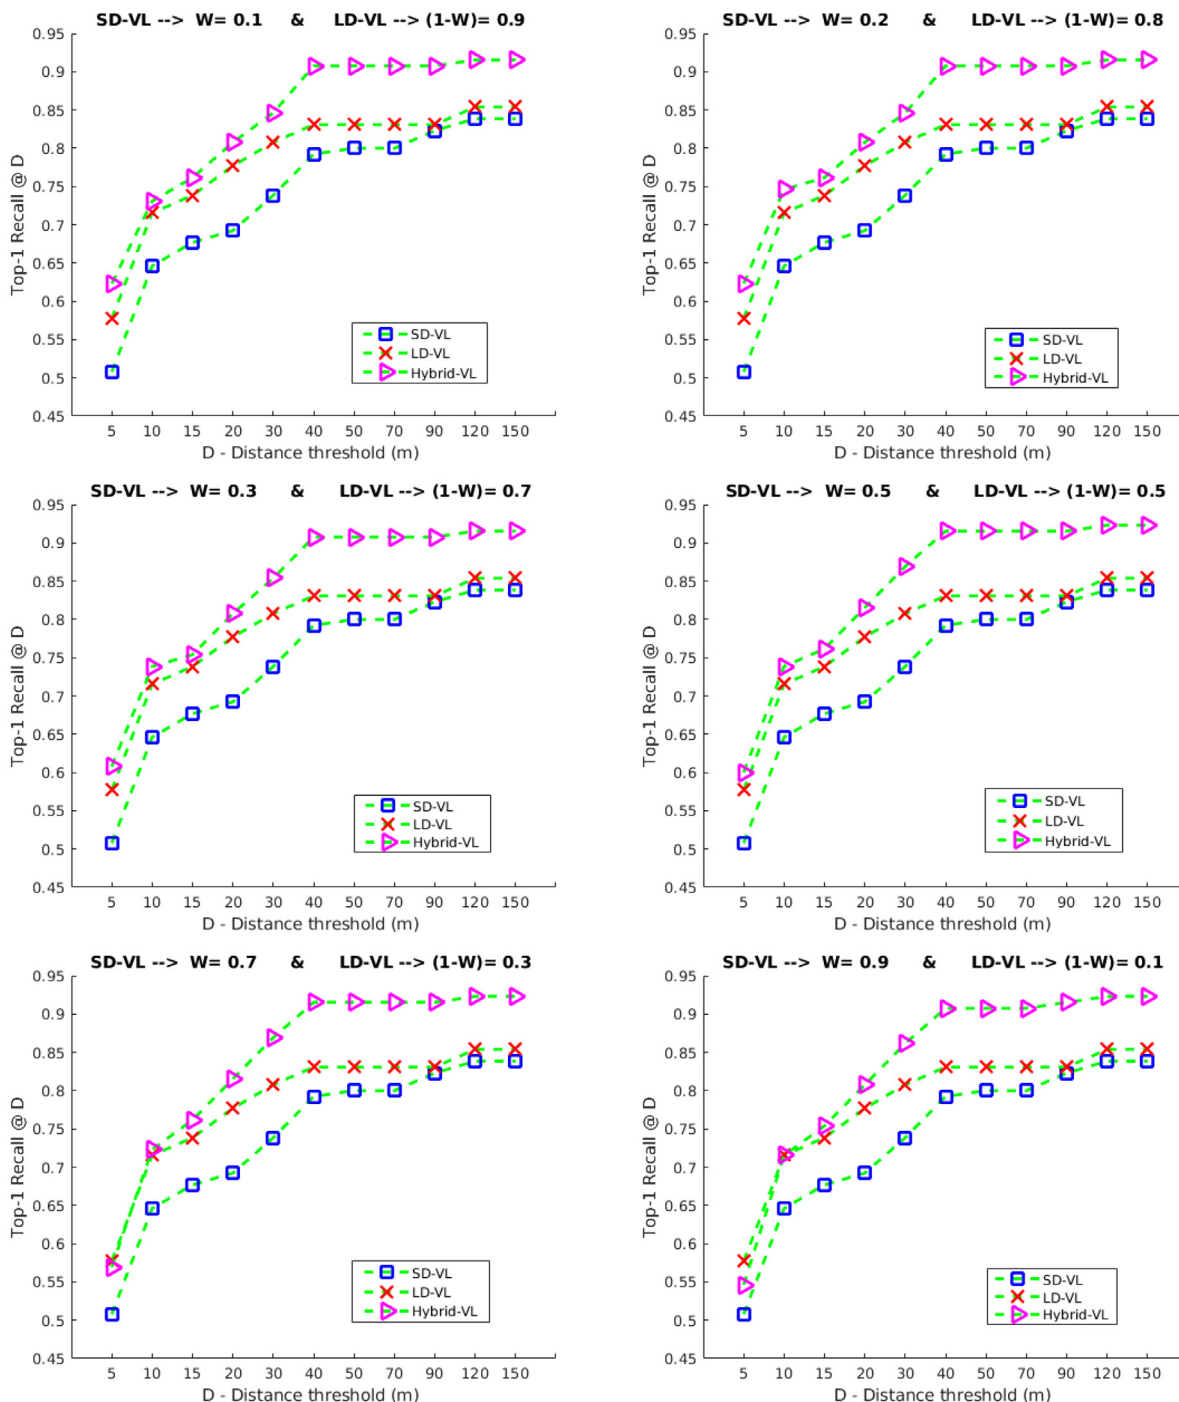 SD-VL --> W= 0.1 & LD-VL --> (1-W)= 0.9
0.95
0.9
0.85
0.8
0.75
0.7
0.65
0.6
0.55
0.5
0.45
Top-1 Recall @ D
SD-VL
LD-VL
Hybrid-VL
5 10 15 20 30 40 50 70 90 120 150
D - Distance threshold (m)
SD-VL --> W= 0.2 & LD-VL --> (1-W)= 0.8
0.95
0.9
0.85
0.8
0.75
0.7
0.65
0.6
0.55
0.5
0.45
Top-1 Recall @ D
SD-VL
LD-VL
Hybrid-VL
5 10 15 20 30 40 50 70 90 120 150
D - Distance threshold (m)
SD-VL --> W= 0.3 & LD-VL --> (1-W)= 0.7
0.95
0.9
0.85
0.8
0.75
0.7
0.65
0.6
0.55
0.5
0.45
Top-1 Recall @ D
SD-VL
LD-VL
Hybrid-VL
5 10 15 20 30 40 50 70 90 120 150
D - Distance threshold (m)
SD-VL --> W= 0.5 & LD-VL --> (1-W)= 0.5
0.95
0.9
0.85
0.8
0.75
0.7
0.65
0.6
0.55
0.5
0.45
Top-1 Recall @ D
SD-VL
LD-VL
Hybrid-VL
5 10 15 20 30 40 50 70 90 120 150
D - Distance threshold (m)
SD-VL --> W= 0.7 & LD-VL --> (1-W)= 0.3
0.95
0.9
0.85
0.8
0.75
0.7
0.65
0.6
0.55
0.5
0.45
Top-1 Recall @ D
SD-VL
LD-VL
Hybrid-VL
5 10 15 20 30 40 50 70 90 120 150
D - Distance threshold (m)
SD-VL --> W= 0.9 & LD-VL --> (1-W)= 0.1
0.95
0.9
0.85
0.8
0.75
0.7
0.65
0.6
0.55
0.5
0.45
Top-1 Recall @ D
SD-VL
LD-VL
Hybrid-VL
5 10 15 20 30 40 50 70 90 120 150
D - Distance threshold (m)